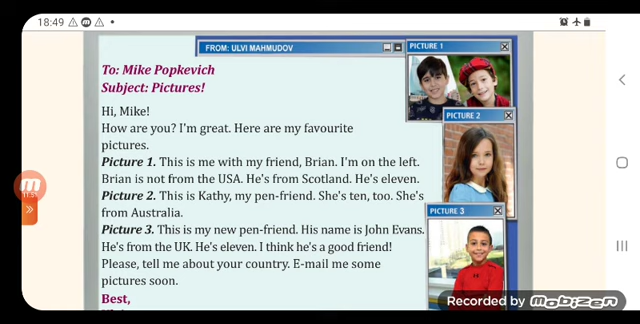 18:49
FROM: ULVI MAHMUDOV
PICTURE 1
To: Mike Popkevich
Subject: Pictures!
Hi, Mike!
How are you? I'm great. Here are my favourite
pictures.
PICTURE 2
Picture 1. This is me with my friend, Brian. I'm on the left.
Brian is not from the USA. He's from Scotland. He's eleven.
Picture 2. This is Kathy, my pen-friend. She's ten, too. She's
from Australia.
PICTURE 3
Picture 3. This is my new pen-friend. His name is John Evans.
He's from the UK. He's eleven. I think he's a good friend!
Please, tell me about your country. E-mail me some
pictures soon.
Best,
Recorded by Mobizen